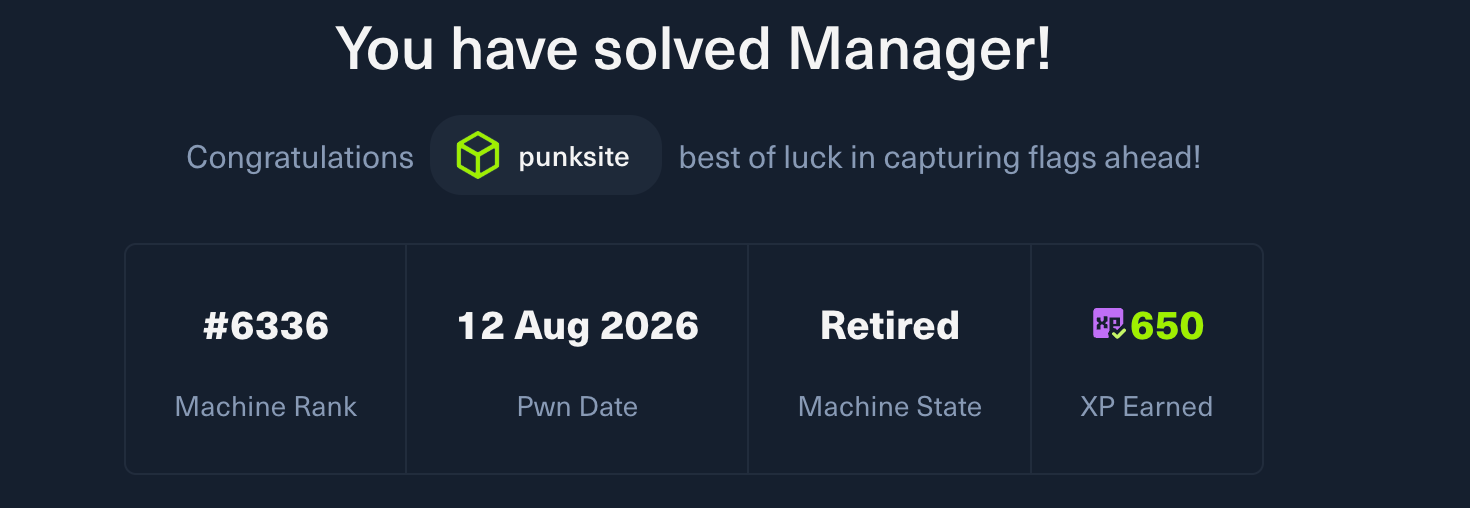 You have solved Manager!
Congratulations punksite best of luck in capturing flags ahead!
#6336 12 Aug 2026 Retired XP 650
Machine Rank Pwn Date Machine State XP Earned